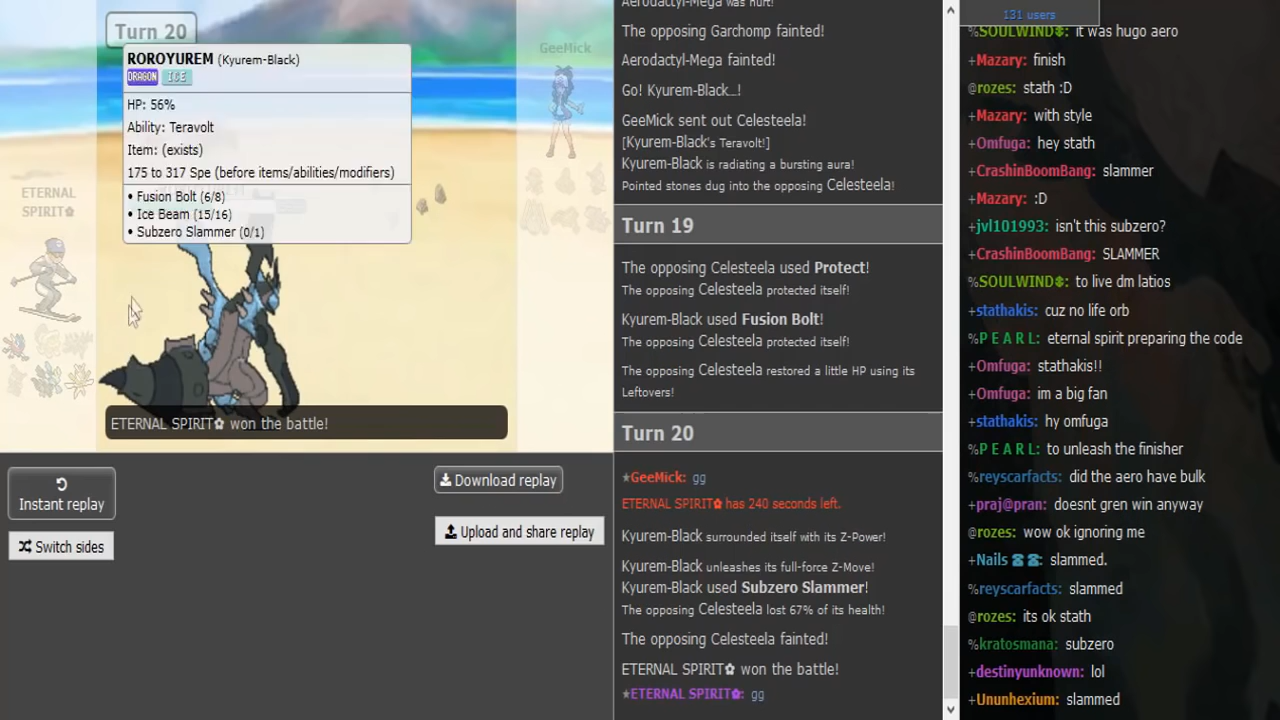 Turn 20
ROROYUREM (Kyurem-Black)
DRAGON ICE
HP: 56%
Ability: Teravolt
Item: (exists)
175 to 317 Spe (before items/abilities/modifiers)
• Fusion Bolt (6/8)
• Ice Beam (15/16)
• Subzero Slammer (0/1)
GeeMick
ETERNAL
SPIRIT✿
ETERNAL SPIRIT✿ won the battle!
Instant replay
Switch sides
Download replay
Upload and share replay
Aerodactyl-Mega was hurt!
The opposing Garchomp fainted!
Aerodactyl-Mega fainted!
Go! Kyurem-Black...!
GeeMick sent out Celesteela!
[Kyurem-Black's Teravolt!]
Kyurem-Black is radiating a bursting aura!
Pointed stones dug into the opposing Celesteela!
Turn 19
The opposing Celesteela used Protect!
The opposing Celesteela protected itself!
Kyurem-Black used Fusion Bolt!
The opposing Celesteela protected itself!
The opposing Celesteela restored a little HP using its
Leftovers!
Turn 20
★GeeMick: gg
ETERNAL SPIRIT✿ has 240 seconds left.
Kyurem-Black surrounded itself with its Z-Power!
Kyurem-Black unleashes its full-force Z-Move!
Kyurem-Black used Subzero Slammer!
The opposing Celesteela lost 67% of its health!
The opposing Celesteela fainted!
ETERNAL SPIRIT✿ won the battle!
★ETERNAL SPIRIT✿: gg
131 users
%SOULWIND⁂: it was hugo aero
+Mazary: finish
@rozes: stath :D
+Mazary: with style
+Omfuga: hey stath
+CrashinBoomBang: slammer
+Mazary: :D
+jvl101993: isn't this subzero?
+CrashinBoomBang: SLAMMER
%SOULWIND⁂: to live dm latios
+stathakis: cuz no life orb
%P E A R L: eternal spirit preparing the code
+Omfuga: stathakis!!
+Omfuga: im a big fan
+stathakis: hy omfuga
%P E A R L: to unleash the finisher
%reyscarfacts: did the aero have bulk
+praj@pran: doesnt gren win anyway
@rozes: wow ok ignoring me
+Nails ☎☎: slammed.
%reyscarfacts: slammed
@rozes: its ok stath
%kratosmana: subzero
+destinyunknown: lol
+Ununhexium: slammed